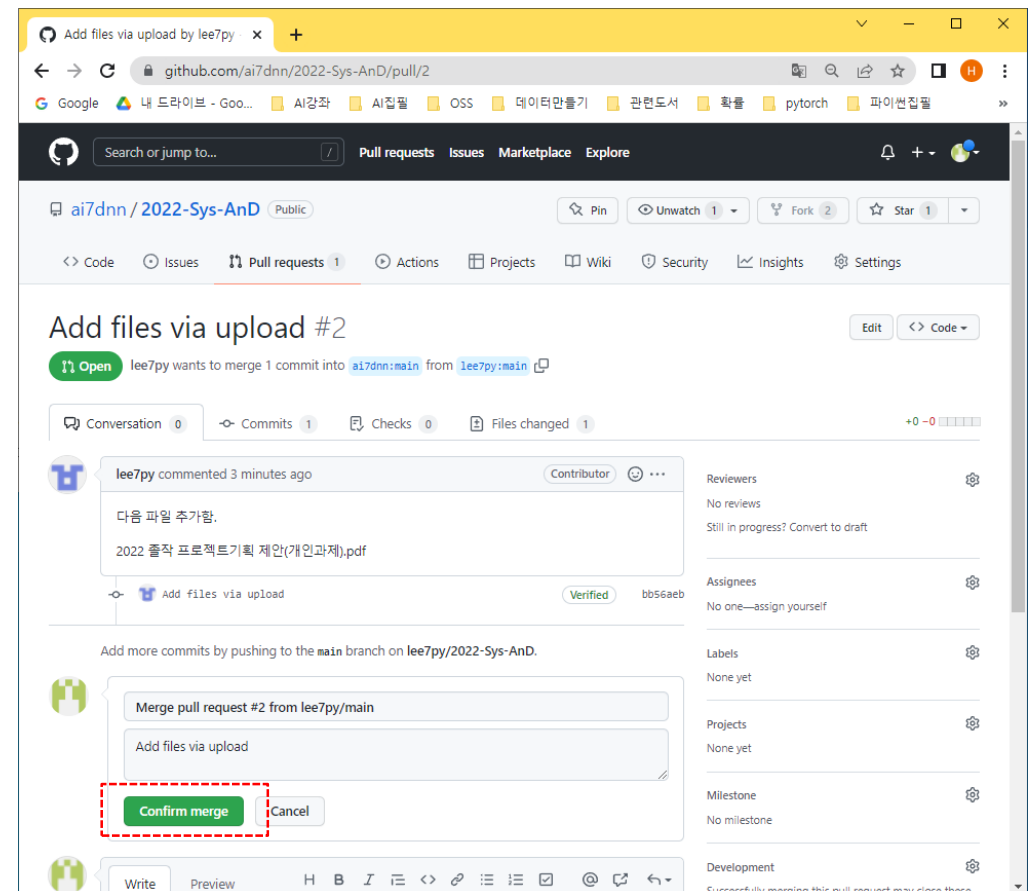 Add files via upload by lee7py
github.com/ai7dnn/2022-Sys-AnD/pull/2
H
Google 내 드라이브 - Goo... AI강좌 AI집필 OSS 데이터만들기 관련도서 확률 pytorch 파이썬집필 »
Search or jump to... / Pull requests Issues Marketplace Explore
ai7dnn / 2022-Sys-AnD Public Pin Unwatch 1 Fork 2 Star 1
Code Issues Pull requests 1 Actions Projects Wiki Security Insights Settings
Add files via upload #2 Edit Code
Open lee7py wants to merge 1 commit into ai7dnn:main from lee7py:main
Conversation 0 Commits 1 Checks 0 Files changed 1 +0 −0
lee7py commented 3 minutes ago Contributor
다음 파일 추가함.
2022 졸작 프로젝트기획 제안(개인과제).pdf
Add files via upload Verified bb56aeb
Add more commits by pushing to the main branch on lee7py/2022-Sys-AnD.
Merge pull request #2 from lee7py/main
Add files via upload
Confirm merge Cancel
Write Preview
Reviewers
No reviews
Still in progress? Convert to draft
Assignees
No one—assign yourself
Labels
None yet
Projects
None yet
Milestone
No milestone
Development
Successfully merging this pull request may close these